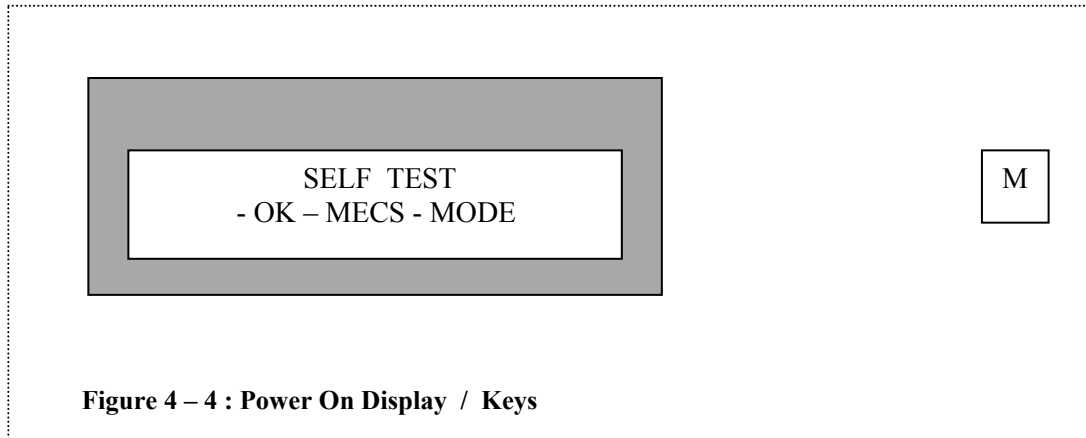 SELF TEST
- OK – MECS - MODE
M
Figure 4 – 4 : Power On Display / Keys